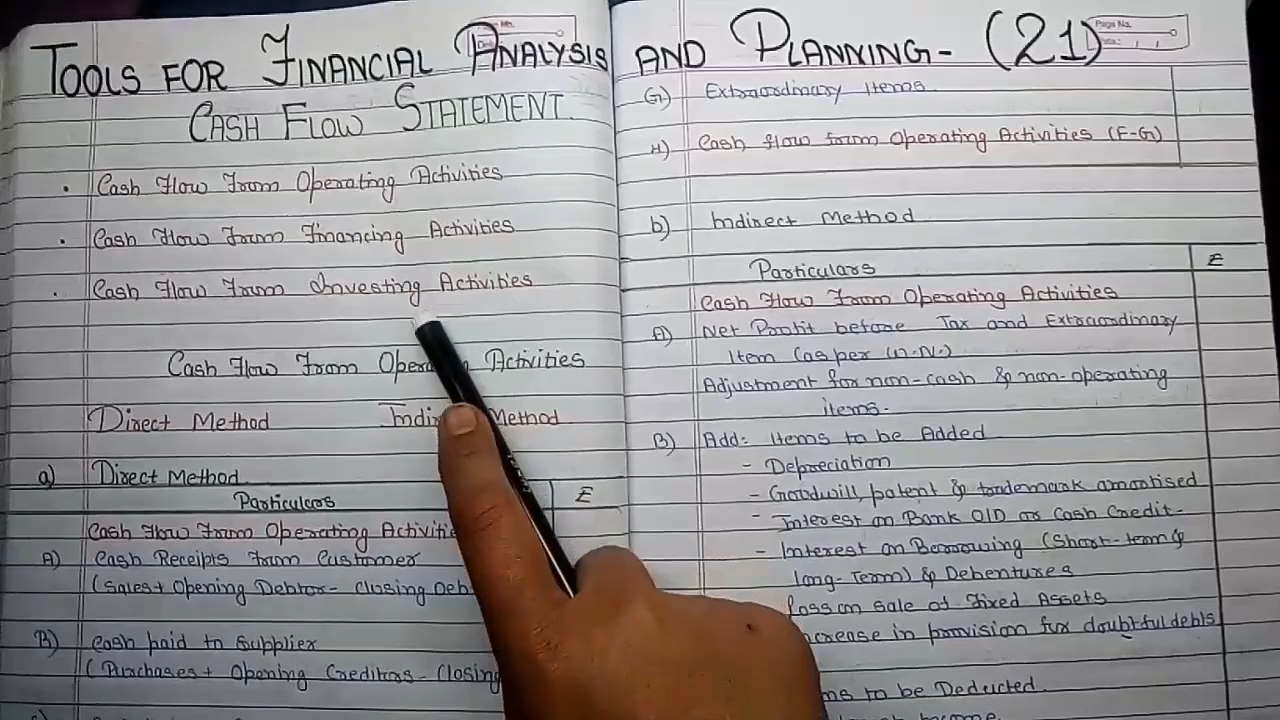 TOOLS FOR FINANCIAL ANALYSIS AND PLANNING - (21)
CASH FLOW STATEMENT
• Cash Flow From Operating Activities
• Cash Flow From Financing Activities
• Cash Flow From Investing Activities
Cash Flow From Activities
Direct Method Method
a) Direct Method
Particulars ₹
Cash Flow From Operating
A) Cash Receipts From Customer
(Sales + Opening Debtor - Closing
B) Cash paid to Supplier
(Purchases + Opening Creditors - Closing
Page No.
G) Extraordinary Items
H) Cash flow from Operating Activities (F-G)
b) Indirect Method
Particulars ₹
Cash Flow From Operating Activities
A) Net Profit before Tax and Extraordinary
Item (as per
Adjustment for non-cash & non-operating
items.
B) Add: Items to be Added
- Depreciation
- Goodwill, patent & trademark amortised
- Interest on Bank O/D or Cash Credit
- Interest on Borrowing (Short-term &
long-Term) & Debentures
loss on sale of Fixed Assets
in provision for doubtful debts
to be Deducted